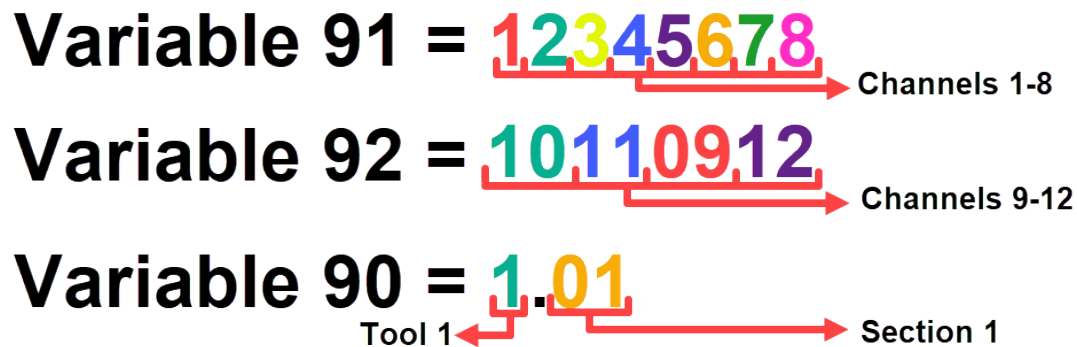 Variable 91 = 12345678
Channels 1-8
Variable 92 = 10110912
Channels 9-12
Variable 90 = 1.01
Tool 1
Section 1